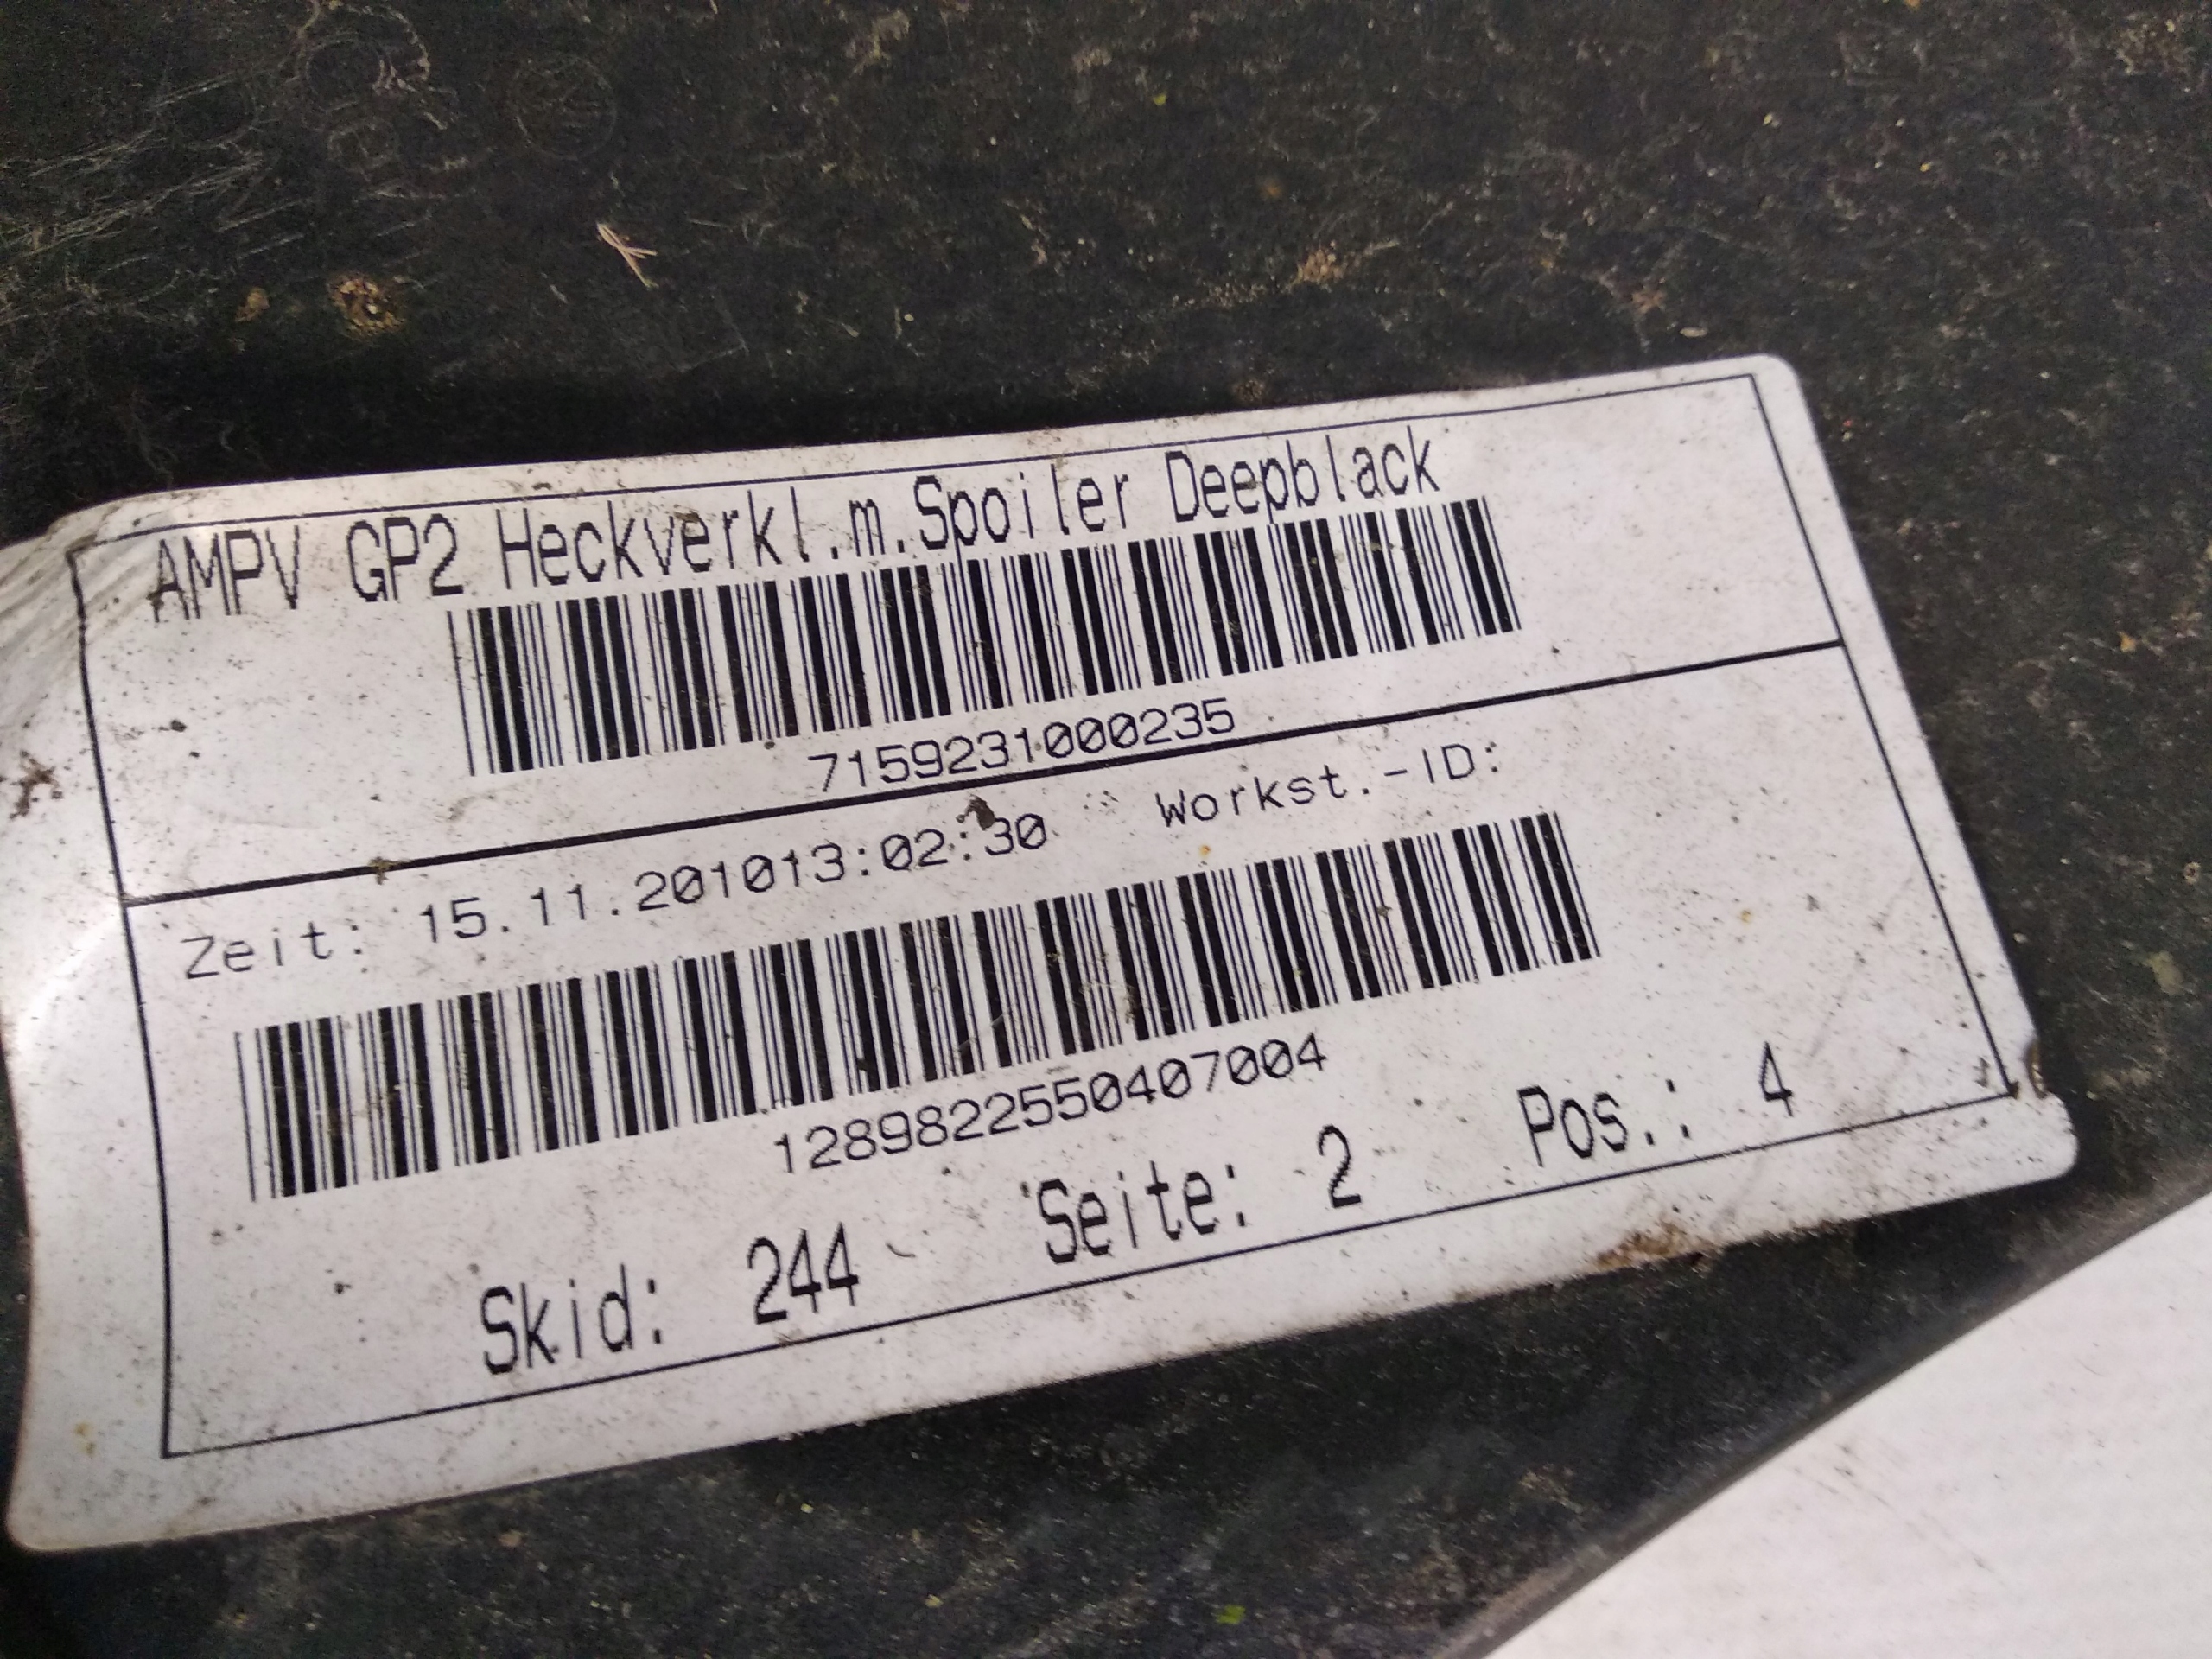 AMPV GP2 Heckverkl.m.Spoiler Deepblack
7159231000235
Zeit: 15.11.201013:02:30 Workst.-ID:
1289822550407004
Skid: 244 Seite: 2 Pos.: 4